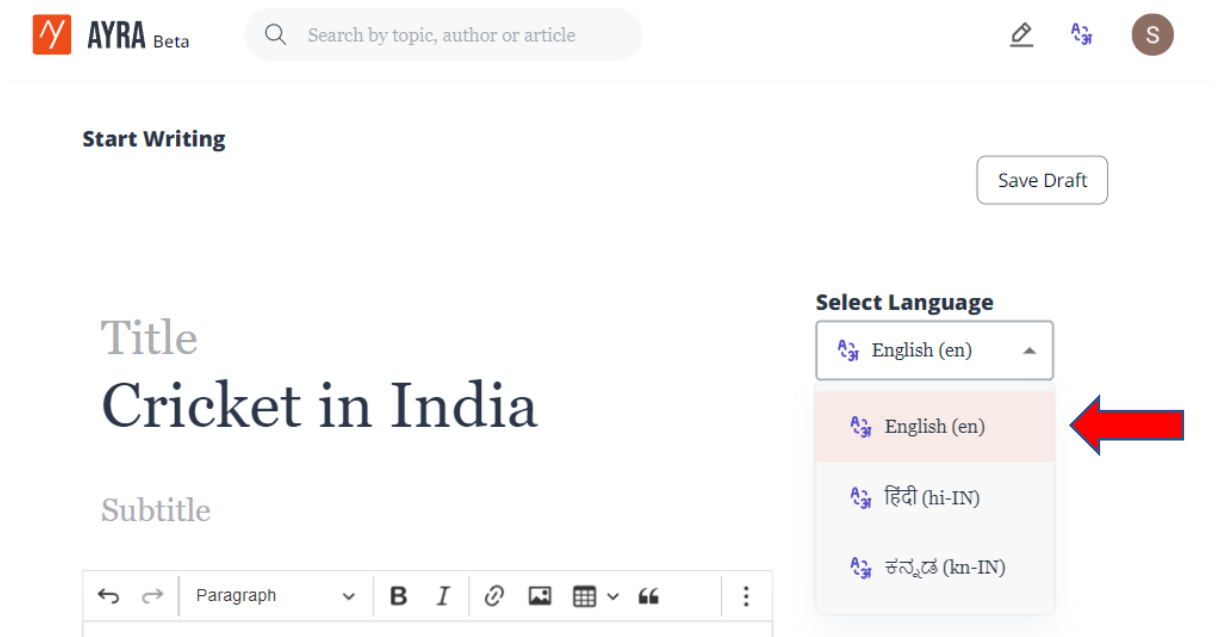 AYRA Beta
Search by topic, author or article
S
Start Writing
Save Draft
Select Language
English (en)
Title
Cricket in India
English (en)
Subtitle
हिंदी (hi-IN)
ಕನ್ನಡ (kn-IN)
Paragraph
B I